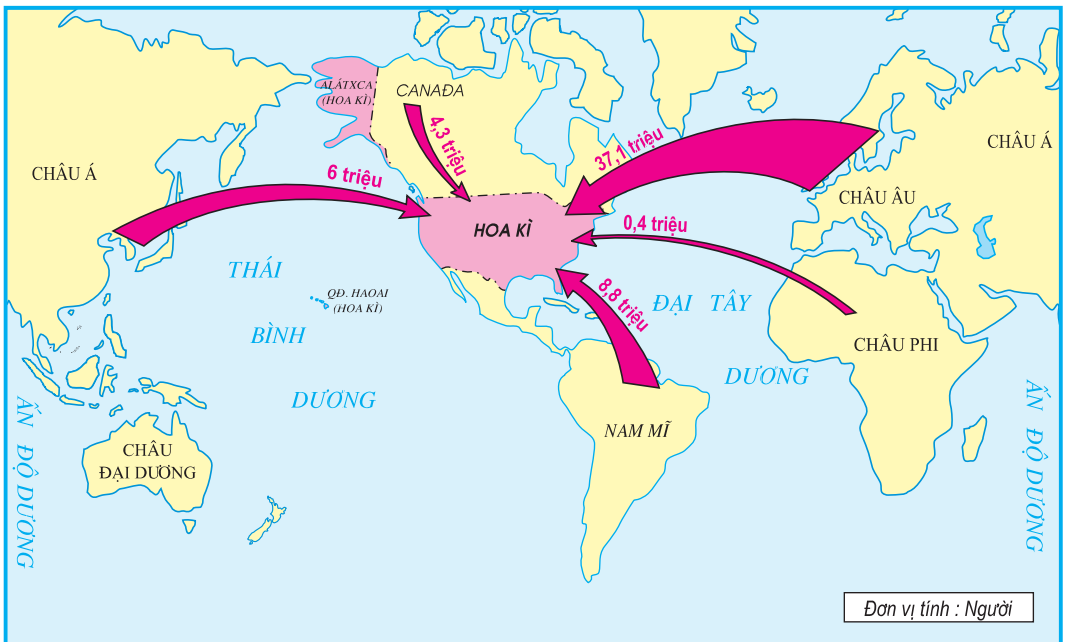 ALÁTXCA
(HOA KÌ)
CANAĐA
4,3 triệu
37,1 triệu
CHÂU Á
CHÂU Á
6 triệu
CHÂU ÂU
HOA KÌ
0,4 triệu
THÁI
BÌNH
DƯƠNG
QĐ. HAOAI
(HOA KÌ)
8,8 triệu
ĐẠI TÂY
DƯƠNG
CHÂU PHI
NAM MĨ
CHÂU
ĐẠI DƯƠNG
ẤN ĐỘ DƯƠNG
ẤN ĐỘ DƯƠNG
Đơn vị tính : Người